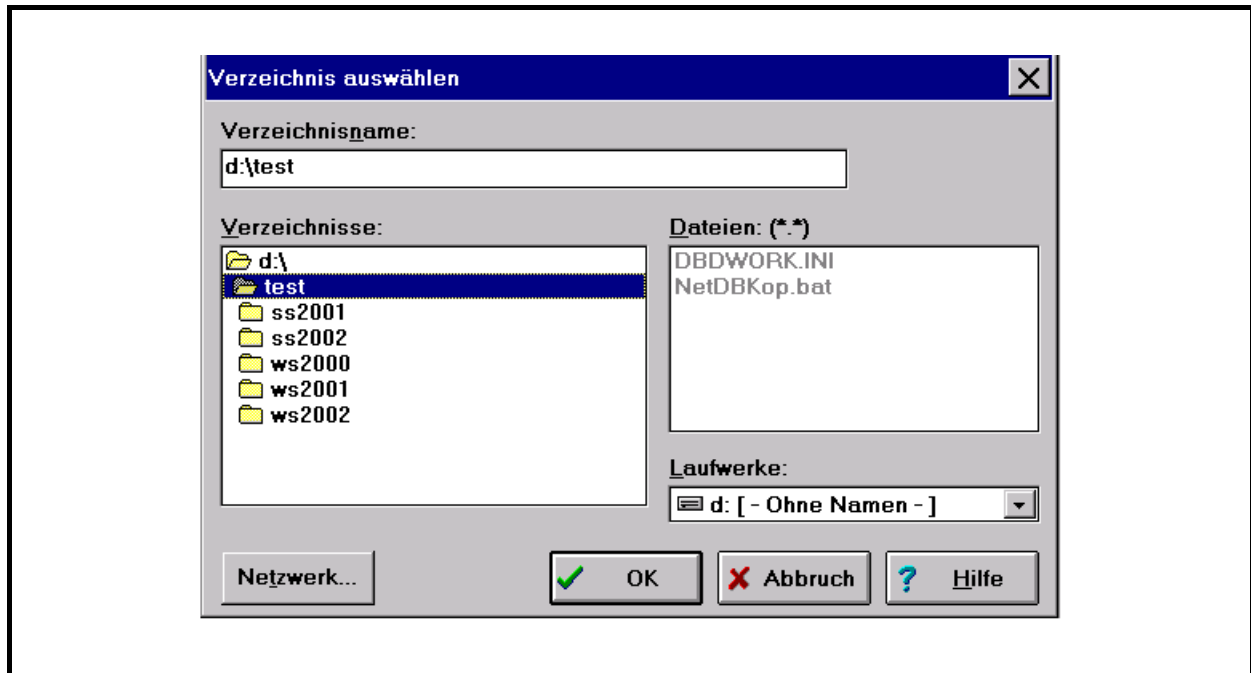 Verzeichnis auswählen
Verzeichnisname:
d:\test
Verzeichnisse:
d:\
test
ss2001
ss2002
ws2000
ws2001
ws2002
Dateien: (*.*)
DBDWORK.INI
NetDBKop.bat
Laufwerke:
d: [ - Ohne Namen - ]
Netzwerk...
OK
Abbruch
? Hilfe